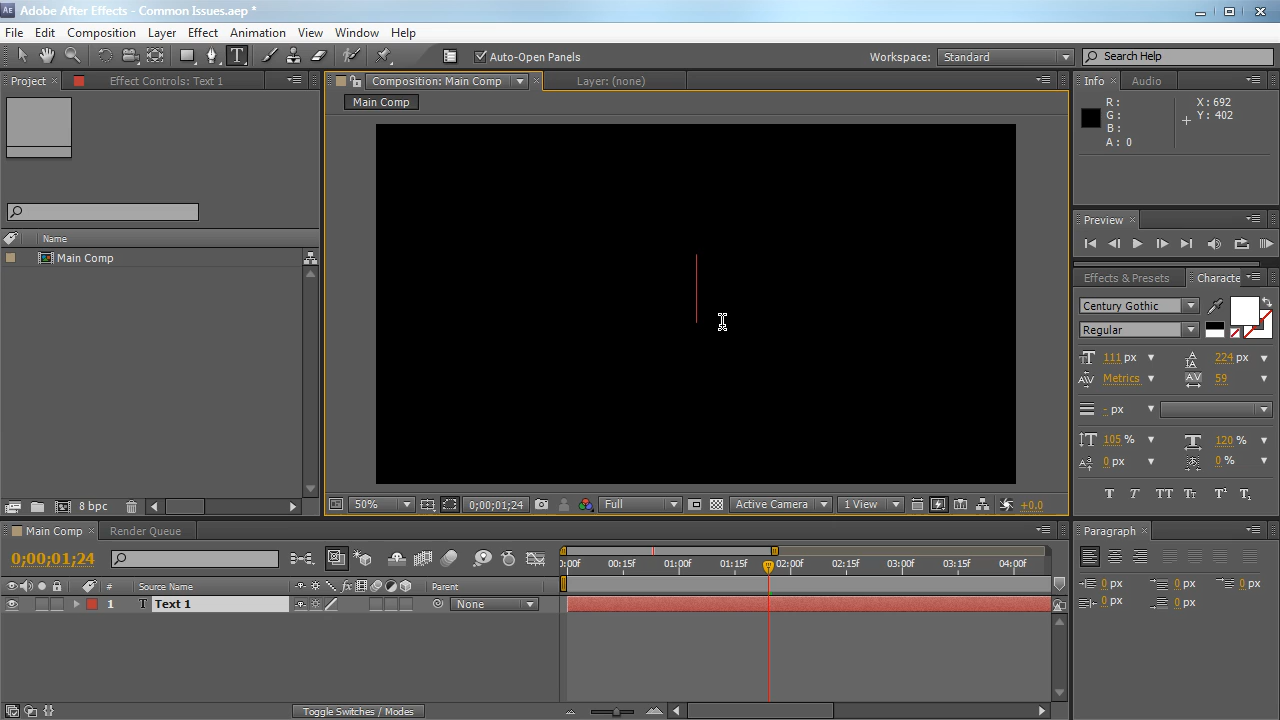 Adobe After Effects - Common Issues.aep *
File Edit Composition Layer Effect Animation View Window Help
Auto-Open Panels
Workspace: Standard
Search Help
Project
Effect Controls: Text 1
Composition: Main Comp
Layer: (none)
Info
Audio
Main Comp
R:
G:
B:
A: 0
X: 692
Y: 402
Preview
Name
Main Comp
Effects & Presets
Characte
Century Gothic
Regular
111 px
224 px
Metrics
59
- px
105 %
120 %
0 px
0 %
T T TT Tт T¹ T₁
8 bpc
50%
0;00;01;24
Full
Active Camera
1 View
+0.0
Main Comp
Render Queue
Paragraph
0;00;01;24
:00f 00:15f 01:00f 01:15f 02:00f 02:15f 03:00f 03:15f 04:00f
Source Name
Parent
1 T Text 1
None
0 px 0 px 0 px
0 px 0 px
Toggle Switches / Modes